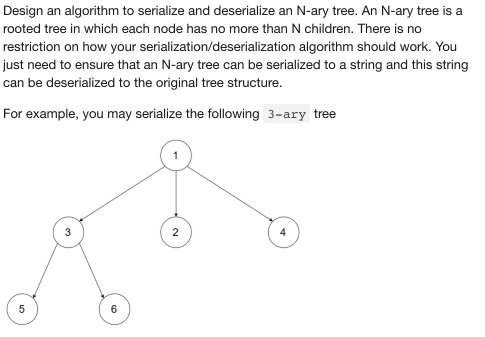 Design an algorithm to serialize and deserialize an N-ary tree. An N-ary tree is a
rooted tree in which each node has no more than N children. There is no
restriction on how your serialization/deserialization algorithm should work. You
just need to ensure that an N-ary tree can be serialized to a string and this string
can be deserialized to the original tree structure.
For example, you may serialize the following 3-ary tree
1
3 2 4
5 6